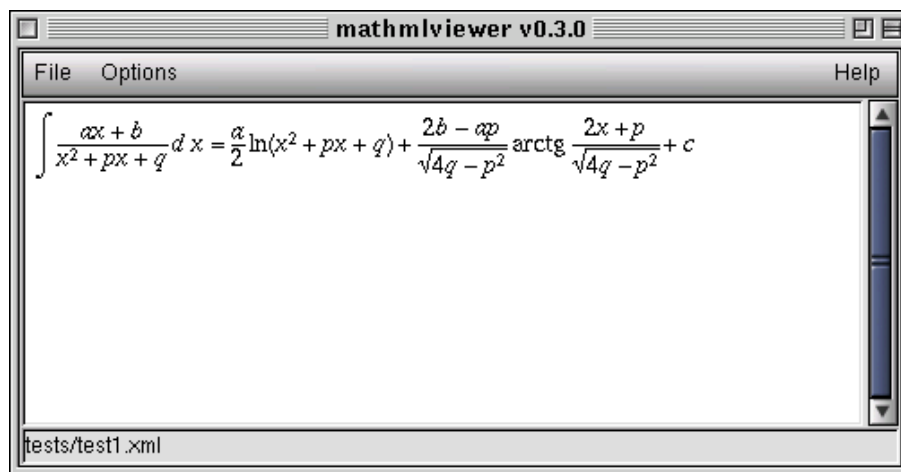 mathmlviewer v0.3.0
File Options Help
∫ (ax + b)/(x² + px + q) d x = a/2 ln(x² + px + q) + (2b − ap)/√(4q − p²) arctg (2x + p)/√(4q − p²) + c
tests/test1.xml